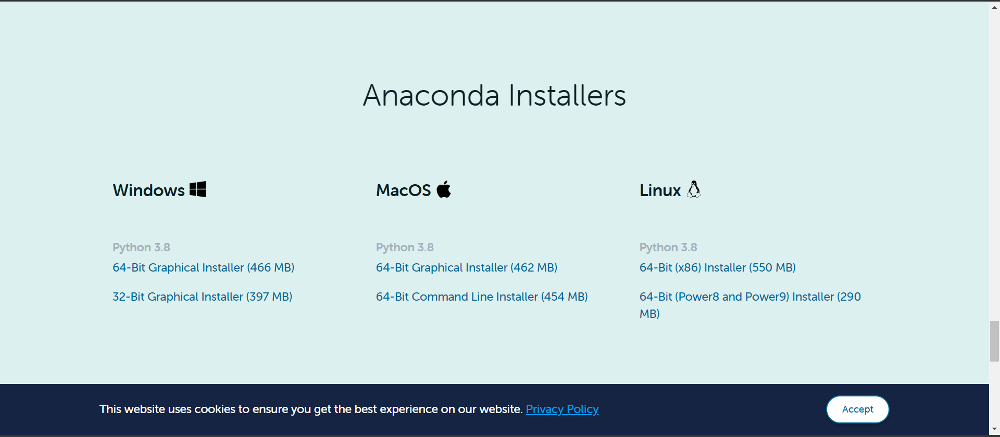 Anaconda Installers
Windows
MacOS
Linux
Python 3.8
64-Bit Graphical Installer (466 MB)
32-Bit Graphical Installer (397 MB)
Python 3.8
64-Bit Graphical Installer (462 MB)
64-Bit Command Line Installer (454 MB)
Python 3.8
64-Bit (x86) Installer (550 MB)
64-Bit (Power8 and Power9) Installer (290
MB)
This website uses cookies to ensure you get the best experience on our website. Privacy Policy
Accept